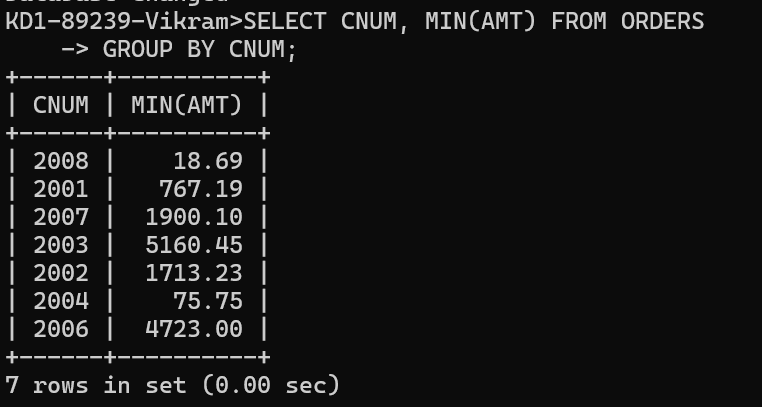 Database changed
KD1-89239-Vikram>SELECT CNUM, MIN(AMT) FROM ORDERS
    -> GROUP BY CNUM;
+------+----------+
| CNUM | MIN(AMT) |
+------+----------+
| 2008 |    18.69 |
| 2001 |   767.19 |
| 2007 |  1900.10 |
| 2003 |  5160.45 |
| 2002 |  1713.23 |
| 2004 |    75.75 |
| 2006 |  4723.00 |
+------+----------+
7 rows in set (0.00 sec)